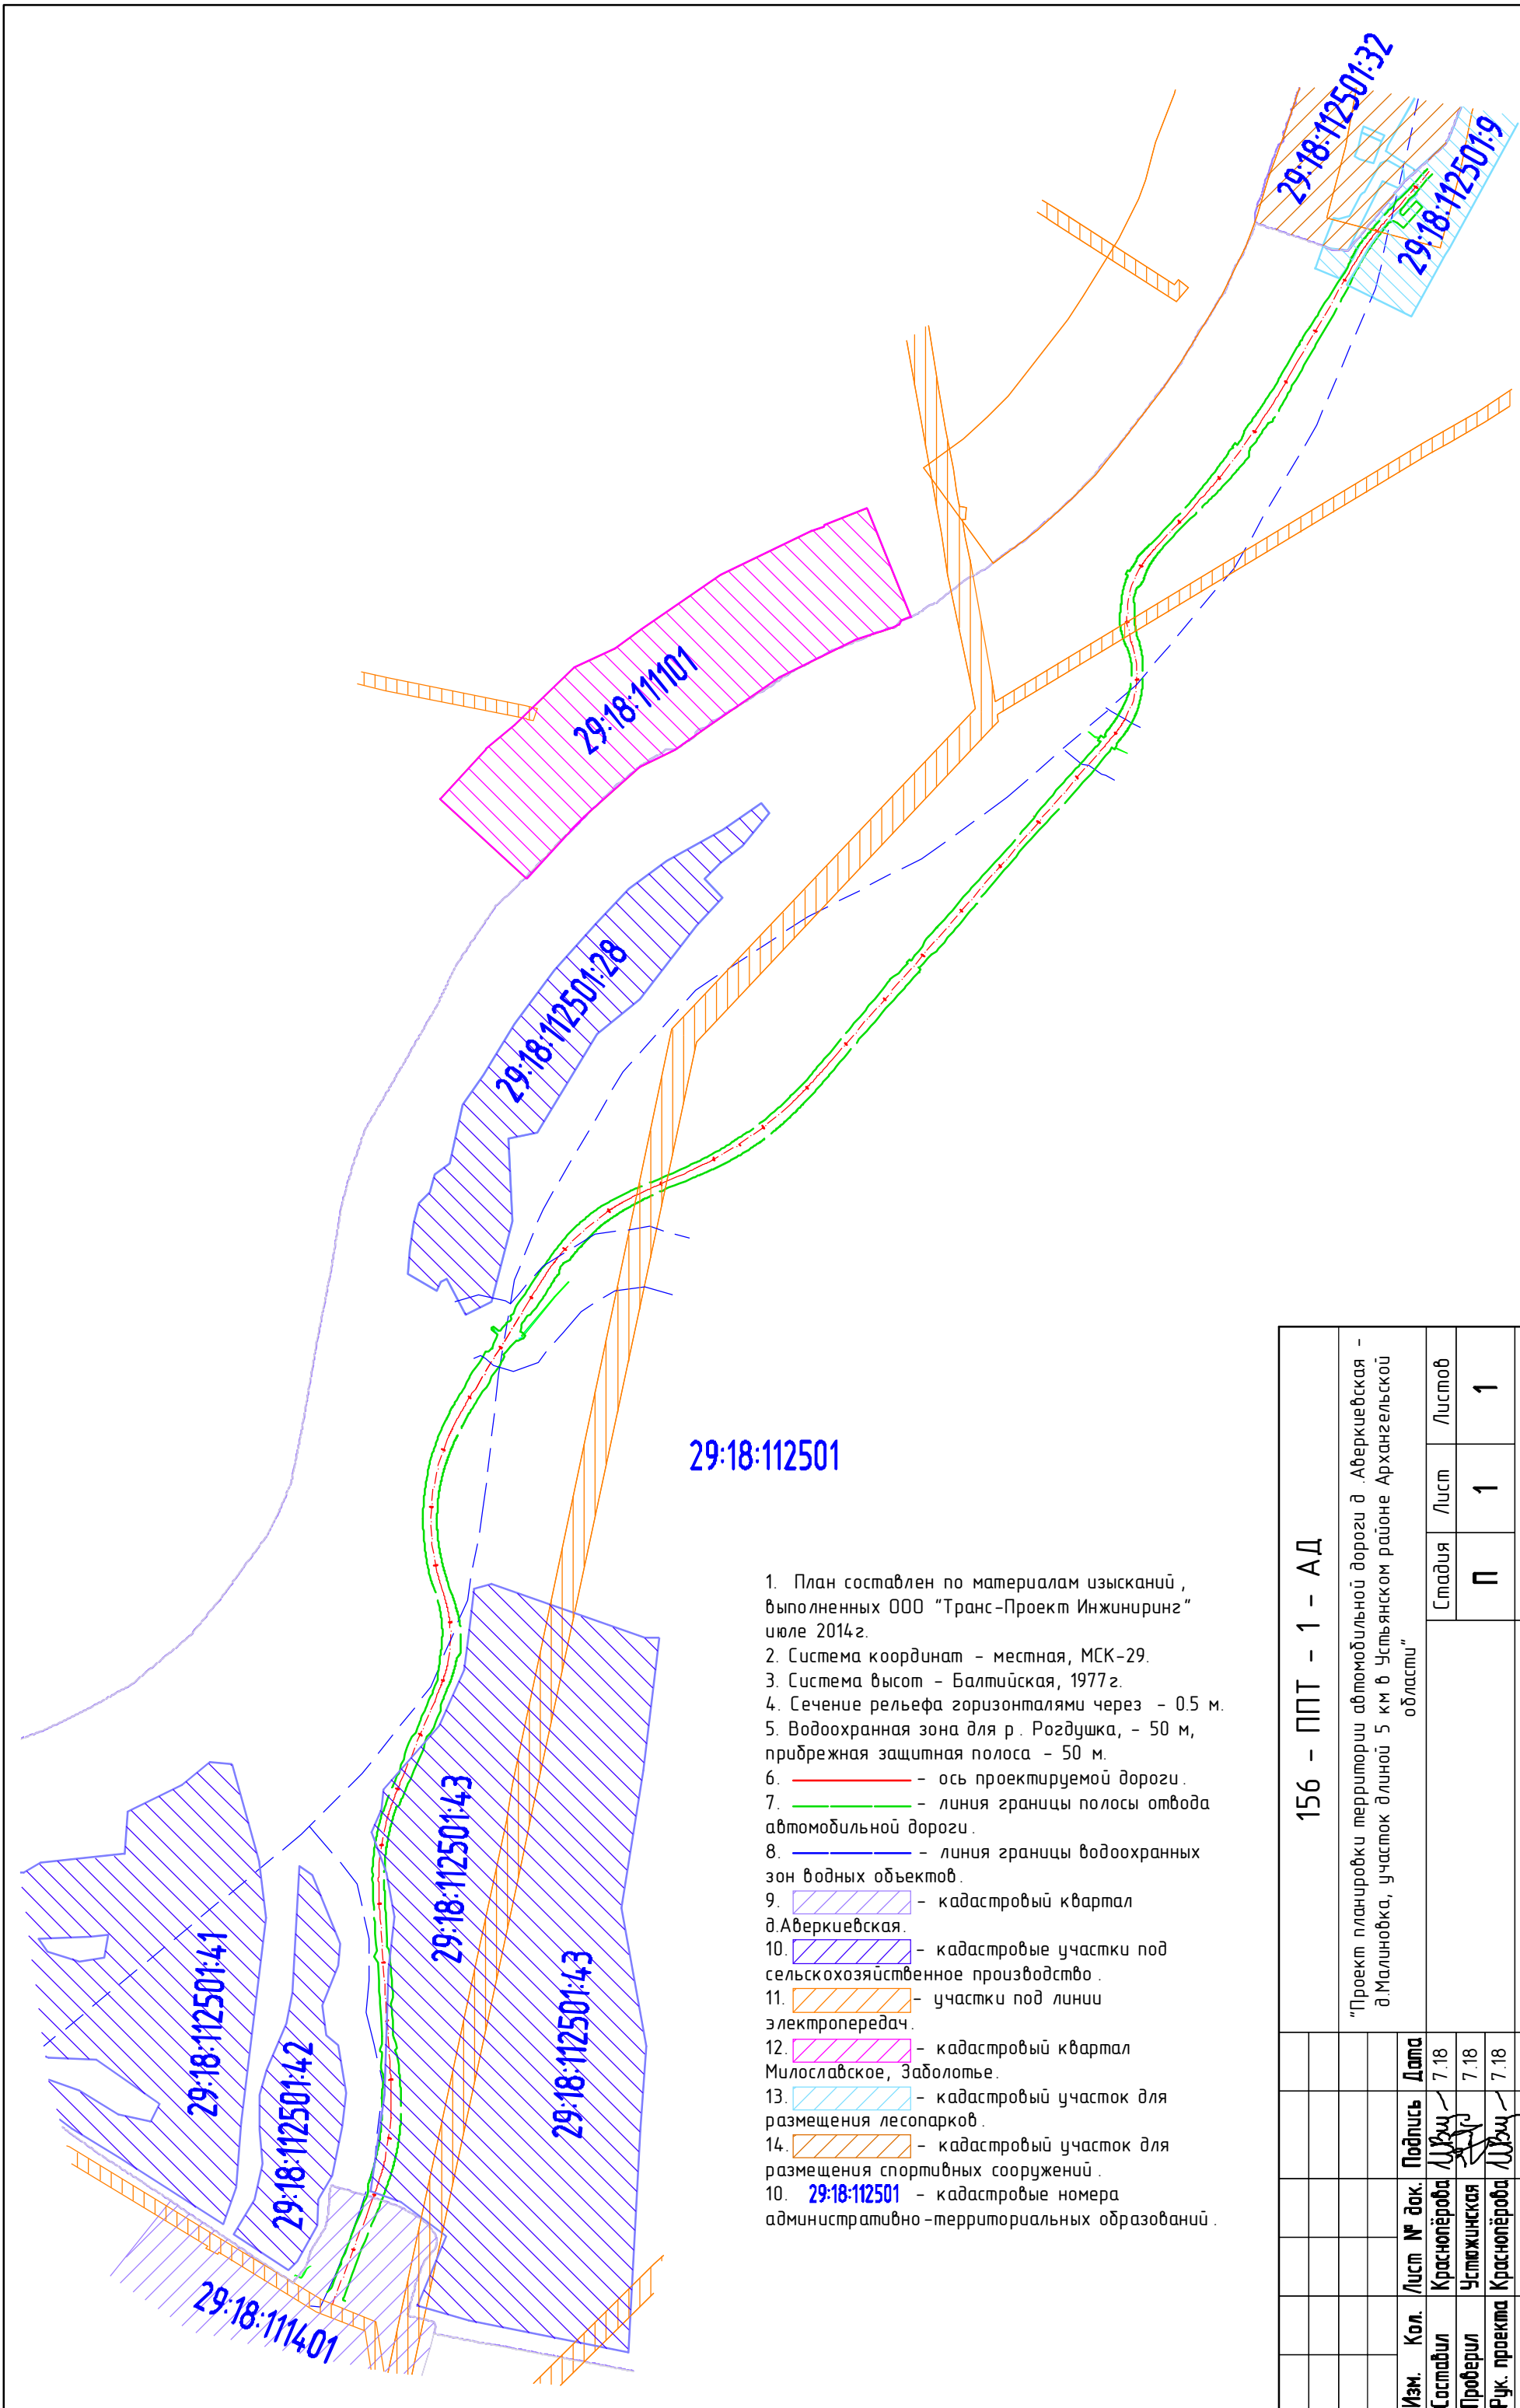 29:18:112501:32
29:18:112501:9
29:18:111101
29:18:112501:28
29:18:112501
29:18:112501:43
29:18:112501:43
29:18:112501:41
29:18:112501:42
29:18:111401
1. План составлен по материалам изысканий,
выполненных ООО "Транс-Проект Инжиниринг"
июле 2014г.
2. Система координат - местная, МСК-29.
3. Система высот - Балтийская, 1977г.
4. Сечение рельефа горизонталями через - 0.5 м.
5. Водоохранная зона для р. Рогдушка, - 50 м,
прибрежная защитная полоса - 50 м.
6. - ось проектируемой дороги.
7. - линия границы полосы отвода
автомобильной дороги.
8. - линия границы водоохранных
зон водных объектов.
9. - кадастровый квартал
д.Аверкиевская.
10. - кадастровые участки под
сельскохозяйственное производство.
11. - участки под линии
электропередач.
12. - кадастровый квартал
Милославское, Заболотье.
13. - кадастровый участок для
размещения лесопарков.
14. - кадастровый участок для
размещения спортивных сооружений.
10. 29:18:112501 - кадастровые номера
административно-территориальных образований.
156 - ППТ - 1 - АД
"Проект планировки территории автомобильной дороги д.Аверкиевская -
д.Малиновка, участок длиной 5 км в Устьянском районе Архангельской
области"
Стадия Лист Листов
П 1 1
Изм. Кол. Лист № док. Подпись Дата
Составил Краснопёрова 7.18
Проверил Устюжинская 7.18
Рук. проекта Краснопёрова 7.18